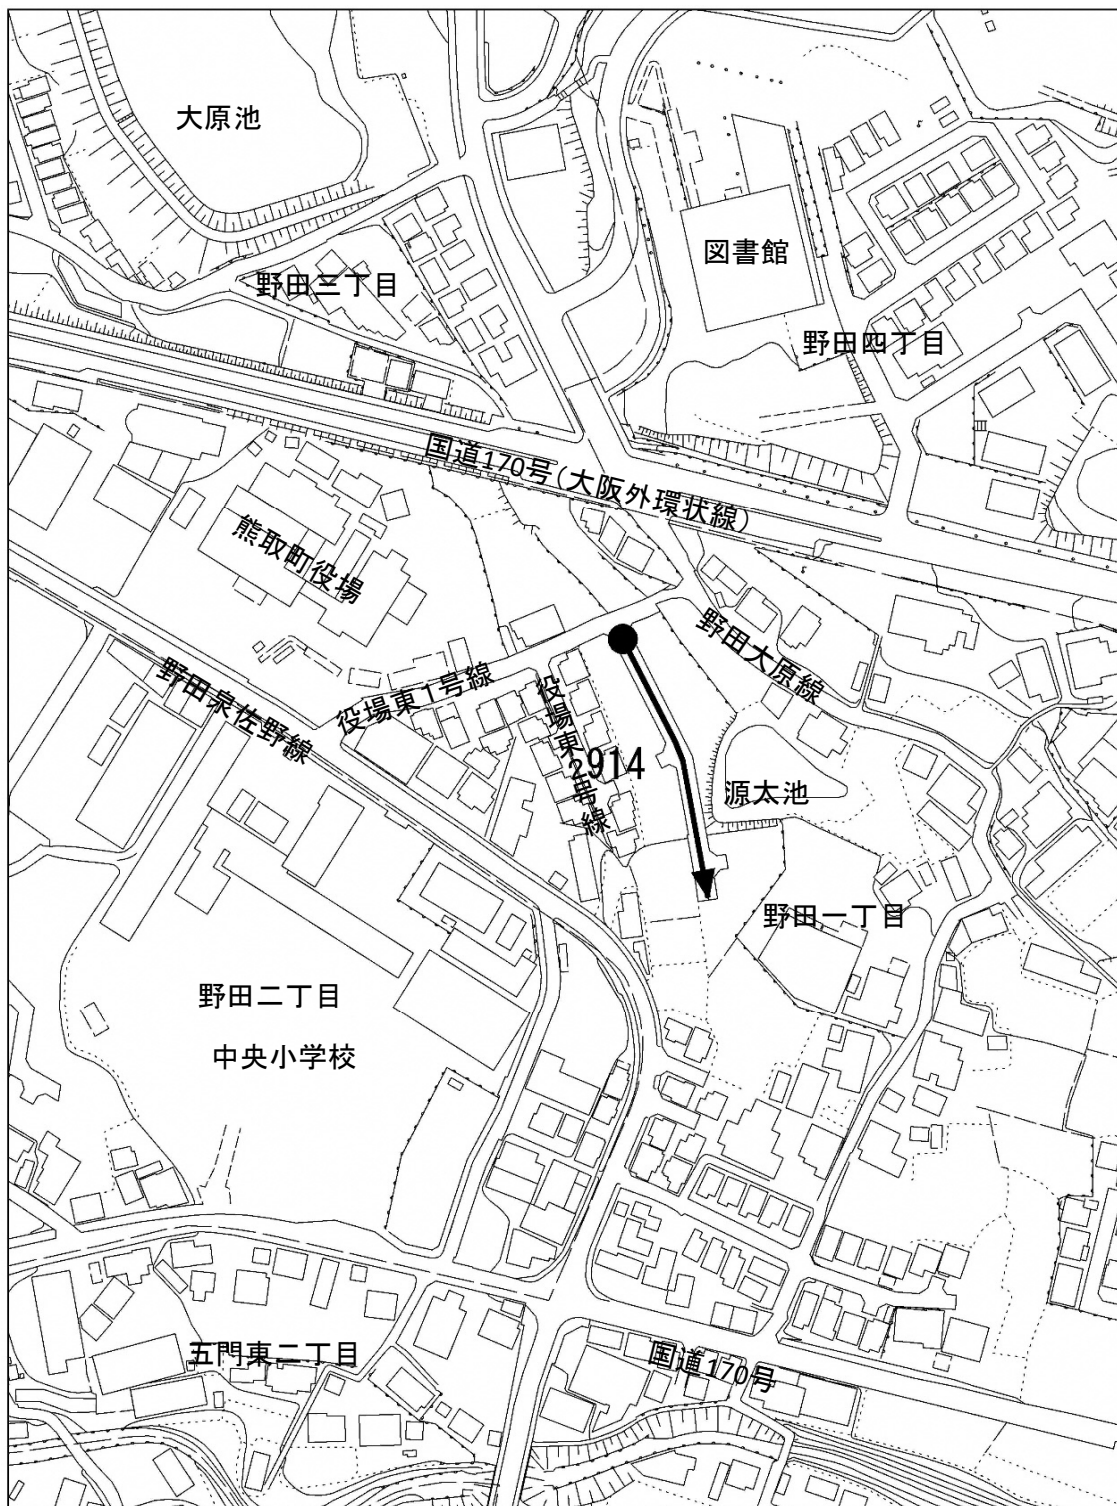 大原池
図書館
野田三丁目
野田四丁目
国道170号(大阪外環状線)
熊取町役場
野田大原線
野田泉佐野線
役場東1号線
役場東2号線
914
源太池
野田一丁目
野田二丁目
中央小学校
五門東二丁目
国道170号